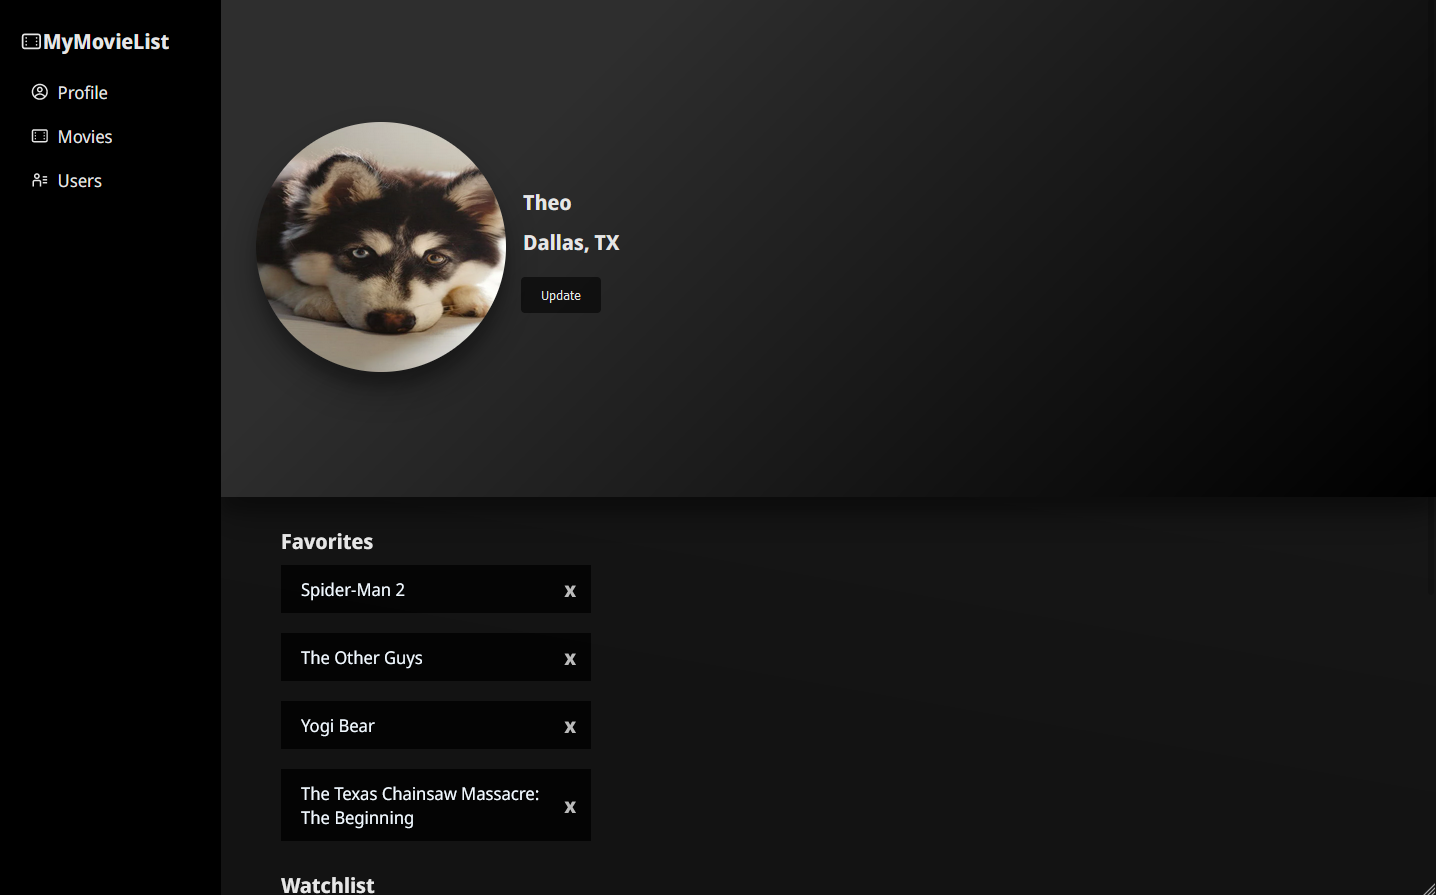 MyMovieList
Profile
Movies
Users
Theo
Dallas, TX
Update
Favorites
Spider-Man 2
x
The Other Guys
x
Yogi Bear
x
The Texas Chainsaw Massacre:
The Beginning
x
Watchlist